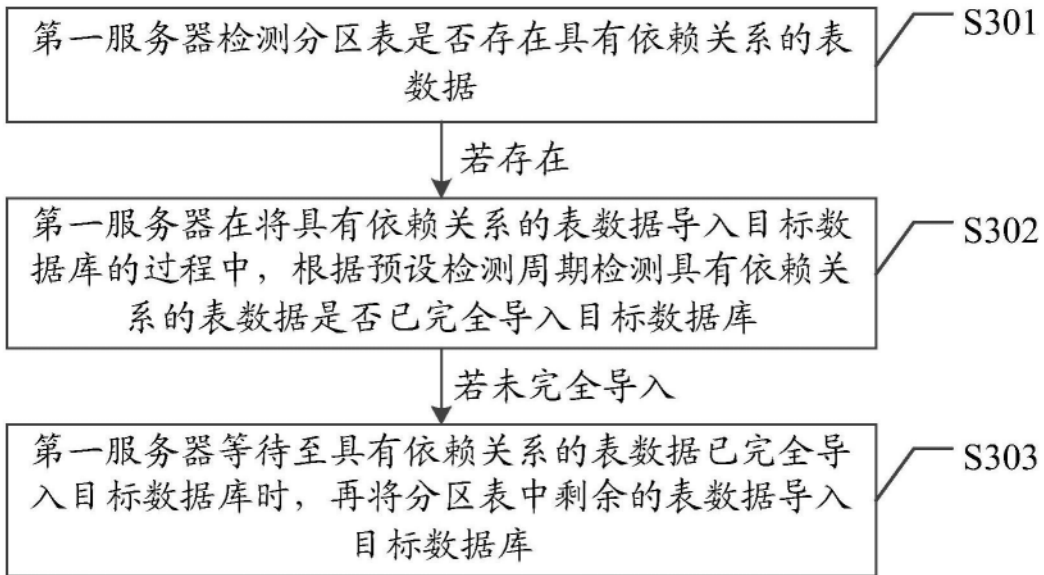 第一服务器检测分区表是否存在具有依赖关系的表
数据
S301
若存在
第一服务器在将具有依赖关系的表数据导入目标数
据库的过程中，根据预设检测周期检测具有依赖关
系的表数据是否已完全导入目标数据库
S302
若未完全导入
第一服务器等待至具有依赖关系的表数据已完全导
入目标数据库时，再将分区表中剩余的表数据导入
目标数据库
S303